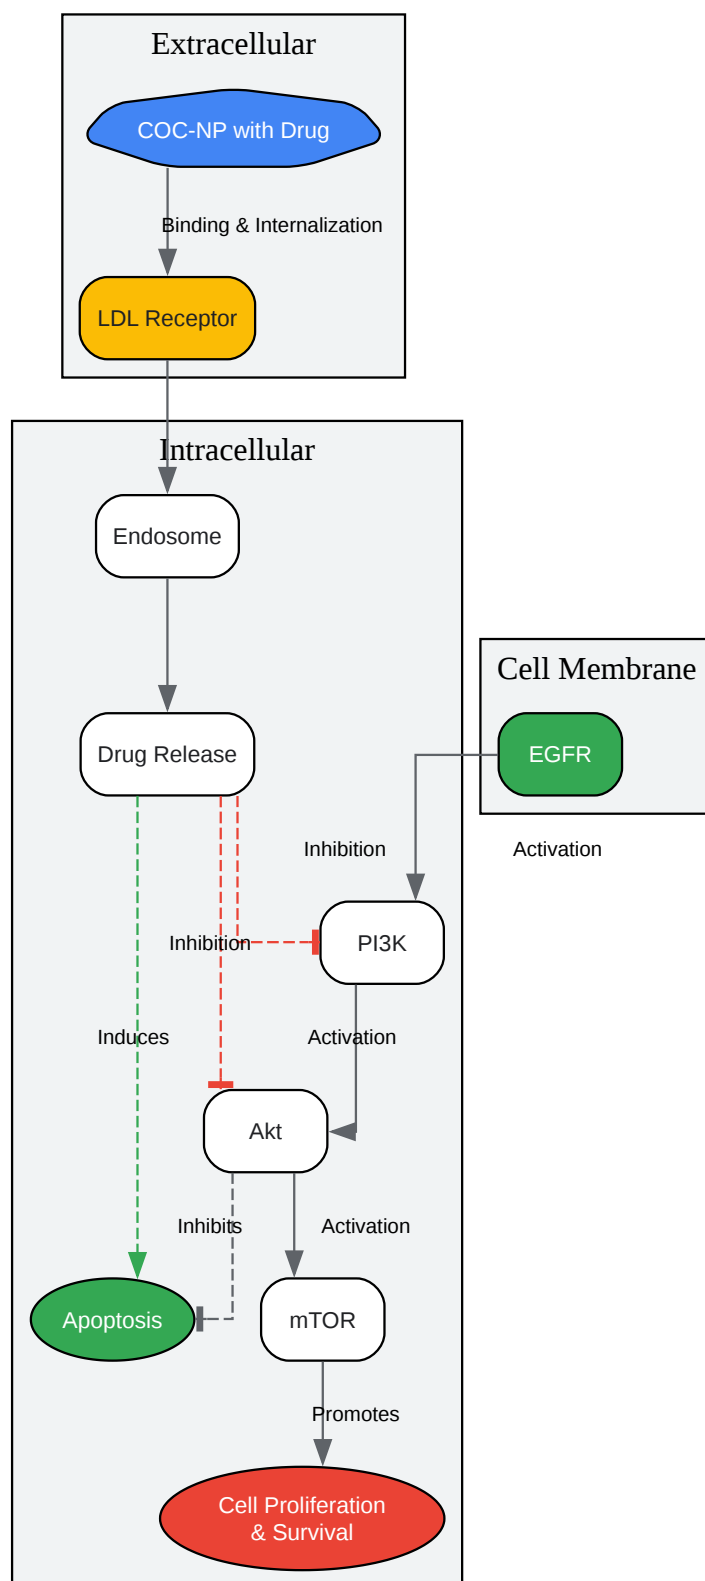 Extracellular
COC-NP with Drug
Binding & Internalization
LDL Receptor
Intracellular
Endosome
Cell Membrane
Drug Release
EGFR
Inhibition
Activation
Inhibition
PI3K
Induces
Activation
Akt
Inhibits
Activation
Apoptosis
mTOR
Promotes
Cell Proliferation
& Survival